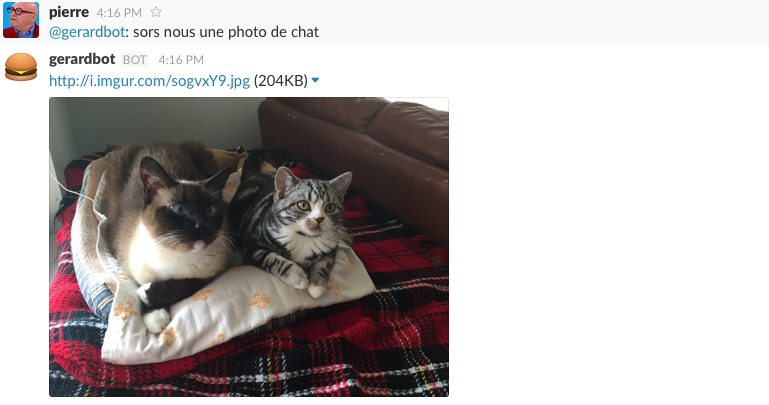 pierre 4:16 PM
@gerardbot: sors nous une photo de chat
gerardbot BOT 4:16 PM
http://i.imgur.com/sogvxY9.jpg (204KB)